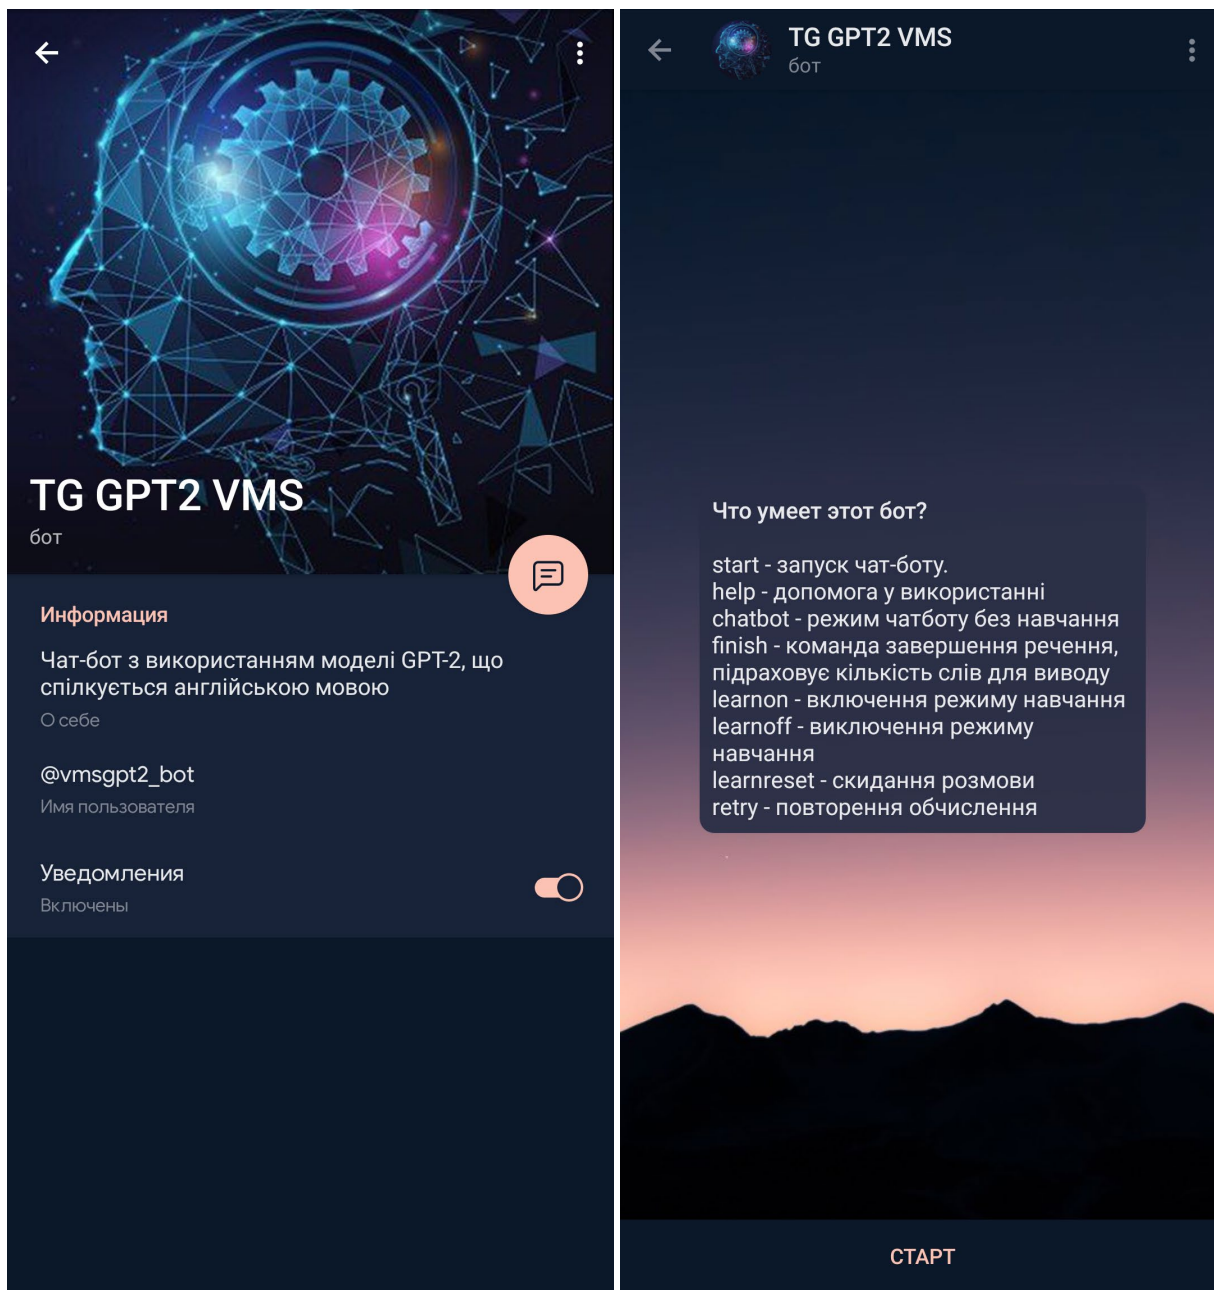 TG GPT2 VMS
бот
Информация
Чат-бот з використанням моделі GPT-2, що
спілкується англійською мовою
О себе
@vmsgpt2_bot
Имя пользователя
Уведомления
Включены
TG GPT2 VMS
бот
Что умеет этот бот?
start - запуск чат-боту.
help - допомога у використанні
chatbot - режим чатботу без навчання
finish - команда завершення речення,
підраховує кількість слів для виводу
learnon - включення режиму навчання
learnoff - виключення режиму
навчання
learnreset - скидання розмови
retry - повторення обчислення
СТАРТ